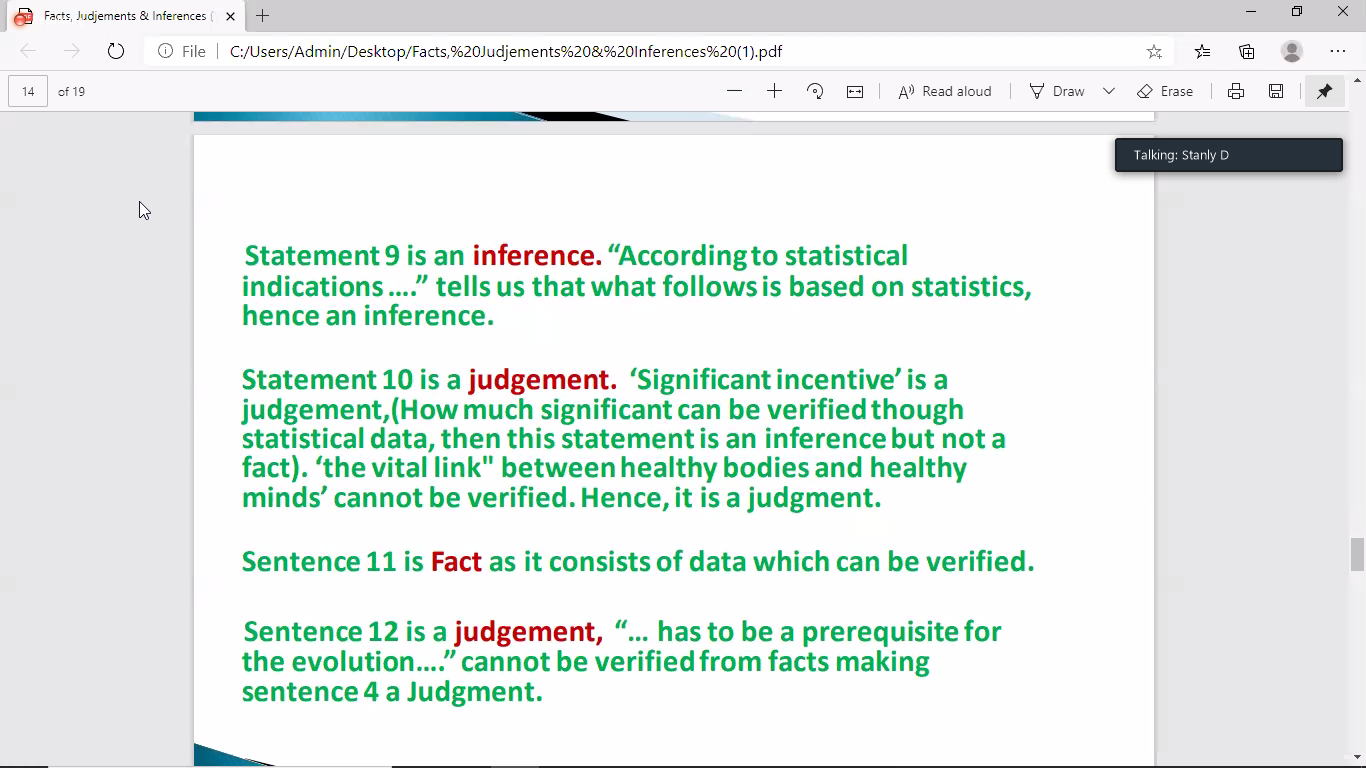 Facts, Judjements & Inferences (
File
C:/Users/Admin/Desktop/Facts,%20Judjements%20&%20Inferences%20(1).pdf
14 of 19
Read aloud
Draw
Erase
Talking: Stanly D
Statement 9 is an inference. “According to statistical
indications ....” tells us that what follows is based on statistics,
hence an inference.
Statement 10 is a judgement. ‘Significant incentive’ is a
judgement,(How much significant can be verified though
statistical data, then this statement is an inference but not a
fact). ‘the vital link" between healthy bodies and healthy
minds’ cannot be verified. Hence, it is a judgment.
Sentence 11 is Fact as it consists of data which can be verified.
Sentence 12 is a judgement, “... has to be a prerequisite for
the evolution....” cannot be verified from facts making
sentence 4 a Judgment.